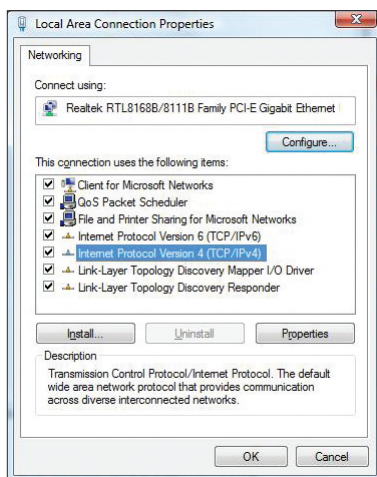 Local Area Connection Properties
Networking
Connect using:
Realtek RTL8168B/8111B Family PCI-E Gigabit Ethernet
Configure...
This connection uses the following items:
Client for Microsoft Networks
QoS Packet Scheduler
File and Printer Sharing for Microsoft Networks
Internet Protocol Version 6 (TCP/IPv6)
Internet Protocol Version 4 (TCP/IPv4)
Link-Layer Topology Discovery Mapper I/O Driver
Link-Layer Topology Discovery Responder
Install... Uninstall Properties
Description
Transmission Control Protocol/Internet Protocol. The default
wide area network protocol that provides communication
across diverse interconnected networks.
OK Cancel